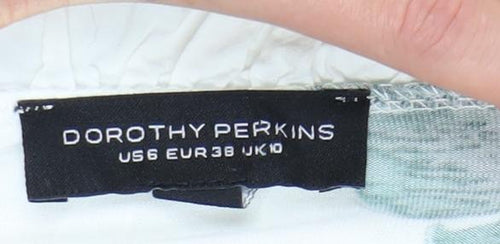 DOROTHY PERKINS
US6 EUR38 UK10